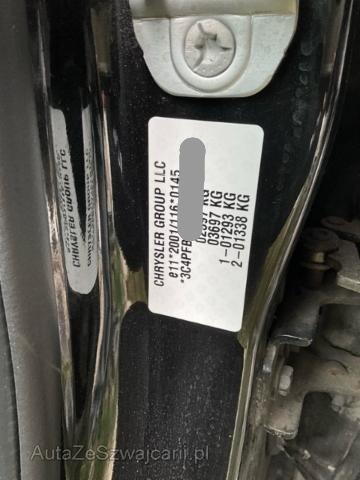 CHRYSLER GROUP LLC
e11*2001/116*0145
*3C4PFB
02597 KG
03697 KG
1-01293 KG
2-01338 KG
CHRYSLER GROUP LLC
AutaZeSzwajcarii.pl